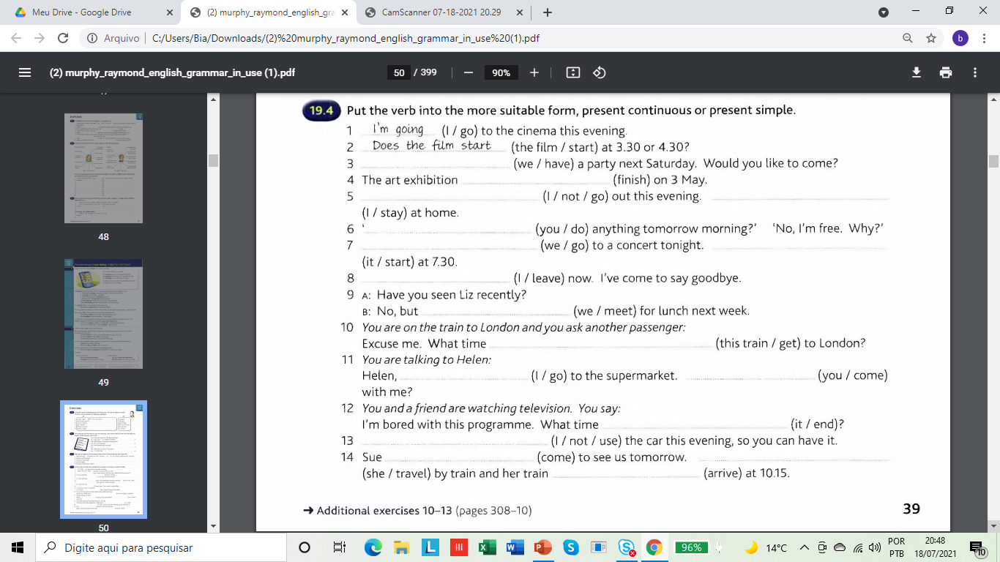 Meu Drive - Google Drive
(2) murphy_raymond_english_gra
CamScanner 07-18-2021 20.29
Arquivo | C:/Users/Bia/Downloads/(2)%20murphy_raymond_english_grammar_in_use%20(1).pdf
b
(2) murphy_raymond_english_grammar_in_use (1).pdf
50 / 399
90%
48
49
50
19.4 Put the verb into the more suitable form, present continuous or present simple.
I'm going (I / go) to the cinema this evening.
2 Does the film start (the film / start) at 3.30 or 4.30?
3 (we / have) a party next Saturday. Would you like to come?
4 The art exhibition (finish) on 3 May.
5 (I / not / go) out this evening.
(I / stay) at home.
6 ‘ (you / do) anything tomorrow morning?’ ‘No, I’m free. Why?’
7 (we / go) to a concert tonight.
(it / start) at 7.30.
8 (I / leave) now. I’ve come to say goodbye.
9 A: Have you seen Liz recently?
B: No, but (we / meet) for lunch next week.
10 You are on the train to London and you ask another passenger:
Excuse me. What time (this train / get) to London?
11 You are talking to Helen:
Helen, (I / go) to the supermarket. (you / come)
with me?
12 You and a friend are watching television. You say:
I’m bored with this programme. What time (it / end)?
13 (I / not / use) the car this evening, so you can have it.
14 Sue (come) to see us tomorrow.
(she / travel) by train and her train (arrive) at 10.15.
→ Additional exercises 10–13 (pages 308–10)
39
Digite aqui para pesquisar
96%
14°C
POR
PTB
20:48
18/07/2021
10